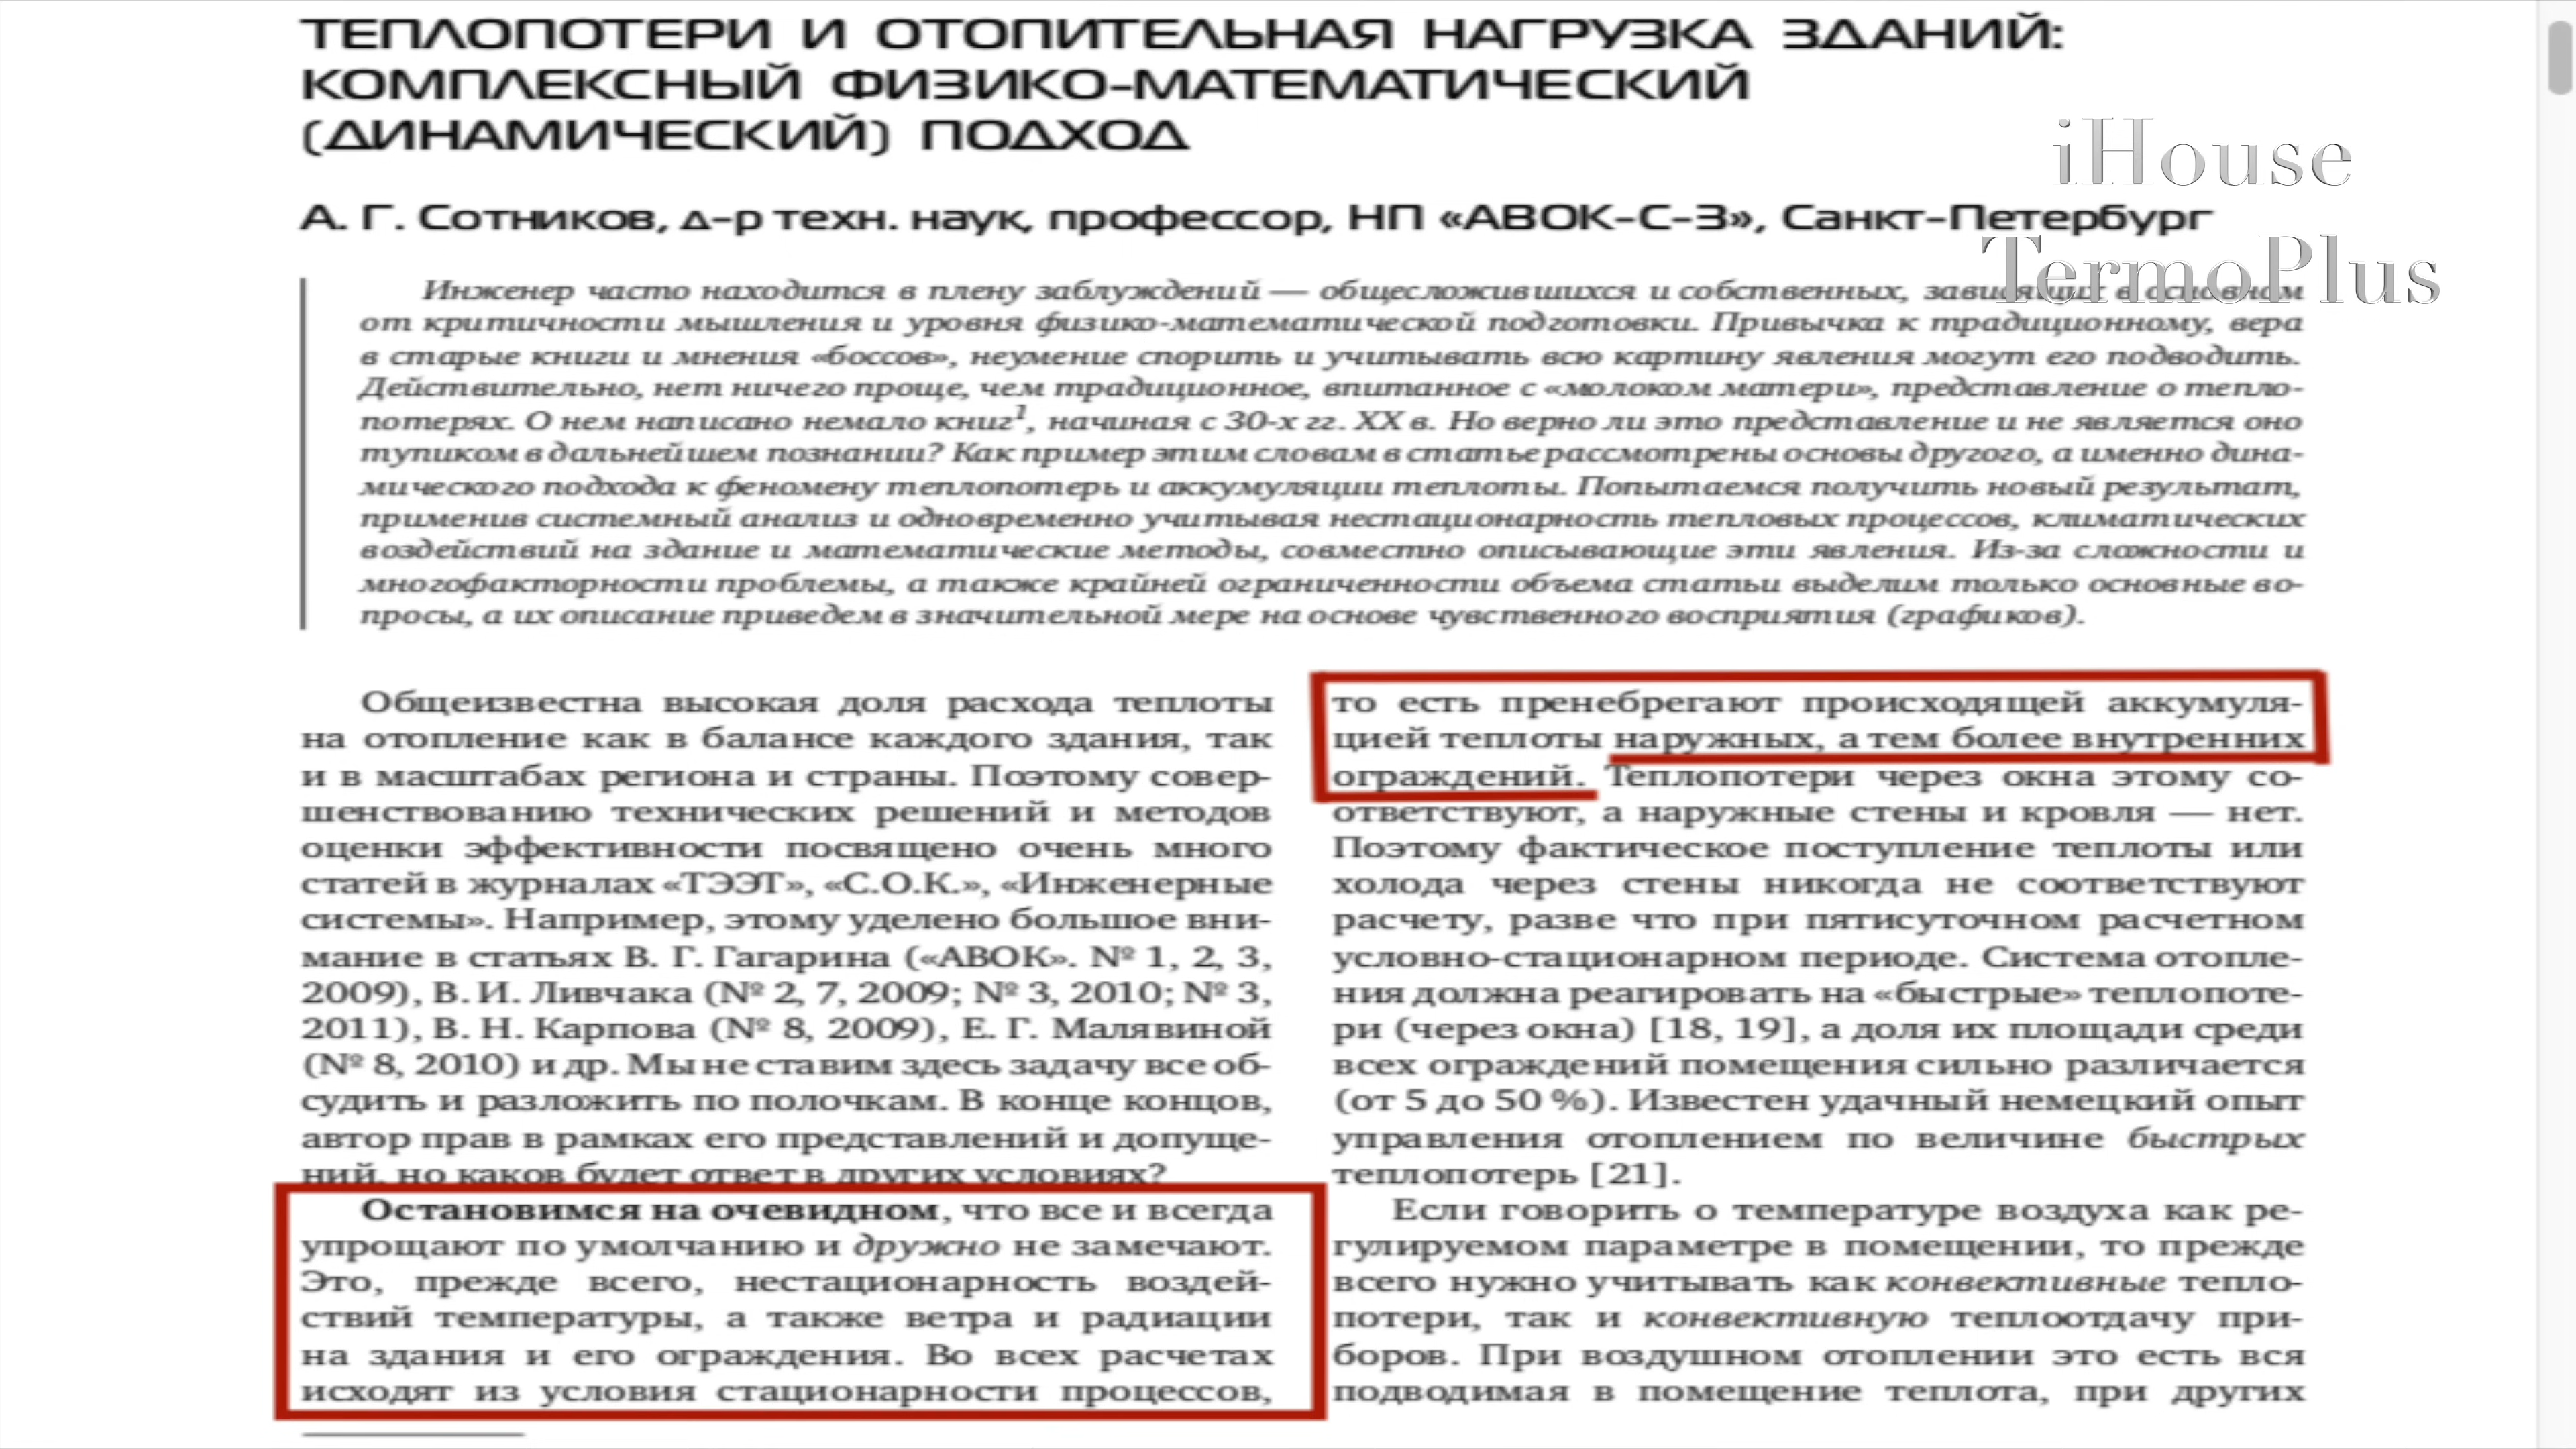 ТЕПЛОПОТЕРИ И ОТОПИТЕЛЬНАЯ НАГРУЗКА ЗДАНИЙ:
КОМПЛЕКСНЫЙ ФИЗИКО-МАТЕМАТИЧЕСКИЙ
(ДИНАМИЧЕСКИЙ) ПОДХОД
iHouse
TermoPlus
А. Г. Сотников, д-р техн. наук, профессор, НП «АВОК-С-З», Санкт-Петербург
Инженер часто находится в плену заблуждений — общесложившихся и собственных, зависящих в основном
от критичности мышления и уровня физико-математической подготовки. Привычка к традиционному, вера
в старые книги и мнения «боссов», неумение спорить и учитывать всю картину явления могут его подводить.
Действительно, нет ничего проще, чем традиционное, впитанное с «молоком матери», представление о тепло-
потерях. О нем написано немало книг¹, начиная с 30-х гг. XX в. Но верно ли это представление и не является оно
тупиком в дальнейшем познании? Как пример этим словам в статье рассмотрены основы другого, а именно дина-
мического подхода к феномену теплопотерь и аккумуляции теплоты. Попытаемся получить новый результат,
применив системный анализ и одновременно учитывая нестационарность тепловых процессов, климатических
воздействий на здание и математические методы, совместно описывающие эти явления. Из-за сложности и
многофакторности проблемы, а также крайней ограниченности объема статьи выделим только основные во-
просы, а их описание приведем в значительной мере на основе чувственного восприятия (графиков).
Общеизвестна высокая доля расхода теплоты
на отопление как в балансе каждого здания, так
и в масштабах региона и страны. Поэтому совер-
шенствованию технических решений и методов
оценки эффективности посвящено очень много
статей в журналах «ТЭЭТ», «С.О.К.», «Инженерные
системы». Например, этому уделено большое вни-
мание в статьях В. Г. Гагарина («АВОК». № 1, 2, 3,
2009), В. И. Ливчака (№ 2, 7, 2009; № 3, 2010; № 3,
2011), В. Н. Карпова (№ 8, 2009), Е. Г. Малявиной
(№ 8, 2010) и др. Мы не ставим здесь задачу все об-
судить и разложить по полочкам. В конце концов,
автор прав в рамках его представлений и допуще-
ний, но каков будет ответ в других условиях?
Остановимся на очевидном, что все и всегда
упрощают по умолчанию и дружно не замечают.
Это, прежде всего, нестационарность воздей-
ствий температуры, а также ветра и радиации
на здания и его ограждения. Во всех расчетах
исходят из условия стационарности процессов,
то есть пренебрегают происходящей аккумуля-
цией теплоты наружных, а тем более внутренних
ограждений. Теплопотери через окна этому со-
ответствуют, а наружные стены и кровля — нет.
Поэтому фактическое поступление теплоты или
холода через стены никогда не соответствуют
расчету, разве что при пятисуточном расчетном
условно-стационарном периоде. Система отопле-
ния должна реагировать на «быстрые» теплопоте-
ри (через окна) [18, 19], а доля их площади среди
всех ограждений помещения сильно различается
(от 5 до 50 %). Известен удачный немецкий опыт
управления отоплением по величине быстрых
теплопотерь [21].
Если говорить о температуре воздуха как ре-
гулируемом параметре в помещении, то прежде
всего нужно учитывать как конвективные тепло-
потери, так и конвективную теплоотдачу при-
боров. При воздушном отоплении это есть вся
подводимая в помещение теплота, при других